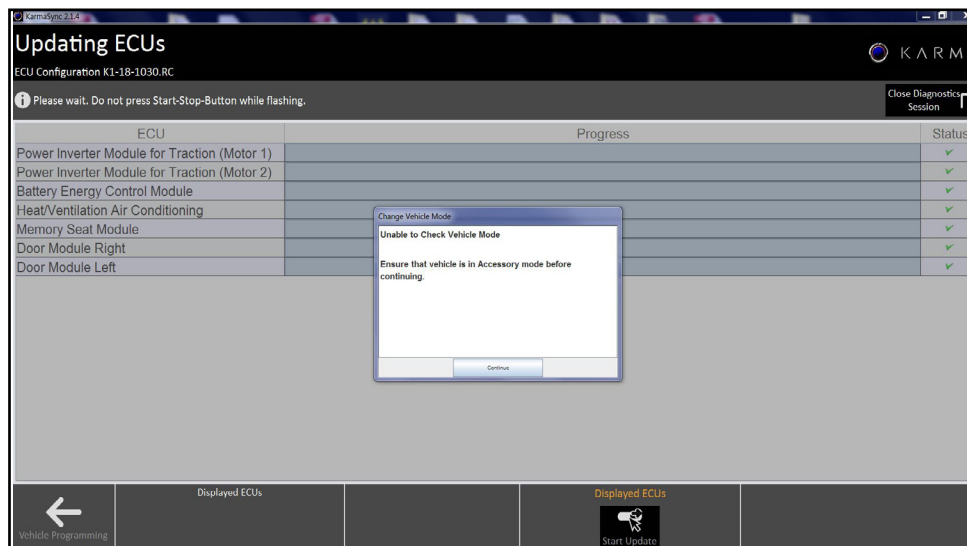 KarmaSync 2.1.4
Updating ECUs
KARM
ECU Configuration K1-18-1030.RC
Please wait. Do not press Start-Stop-Button while flashing.
Close Diagnostics
Session
ECU Progress Status
Power Inverter Module for Traction (Motor 1)
Power Inverter Module for Traction (Motor 2)
Battery Energy Control Module
Heat/Ventilation Air Conditioning
Memory Seat Module
Door Module Right
Door Module Left
Change Vehicle Mode
Unable to Check Vehicle Mode
Ensure that vehicle is in Accessory mode before
continuing.
Continue
Vehicle Programming
Displayed ECUs
Displayed ECUs
Start Update